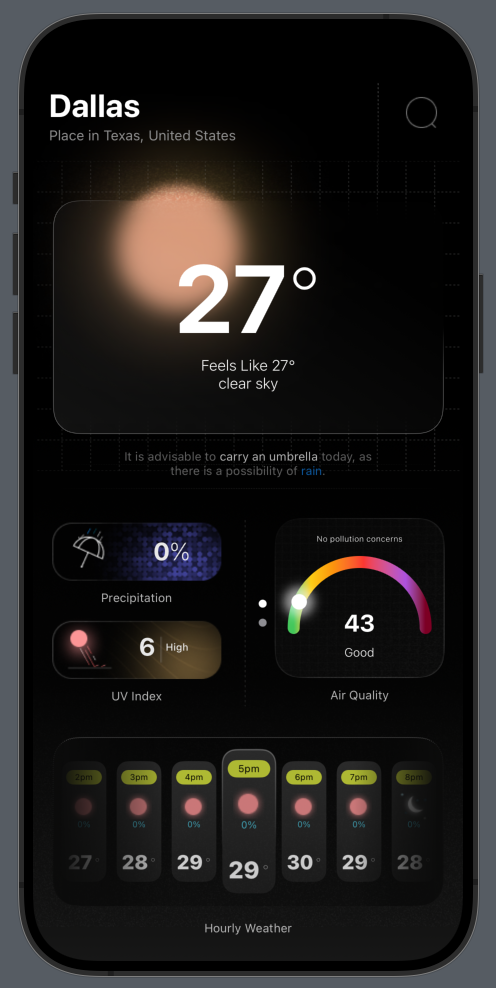 Dallas
Place in Texas, United States
27°
Feels Like 27°
clear sky
It is advisable to carry an umbrella today, as
there is a possibility of rain.
0%
Precipitation
6 High
UV Index
No pollution concerns
43
Good
Air Quality
2pm 3pm 4pm 5pm 6pm 7pm 8pm
0% 0% 0% 0% 0% 0% 0%
27° 28° 29° 29° 30° 29° 28°
Hourly Weather